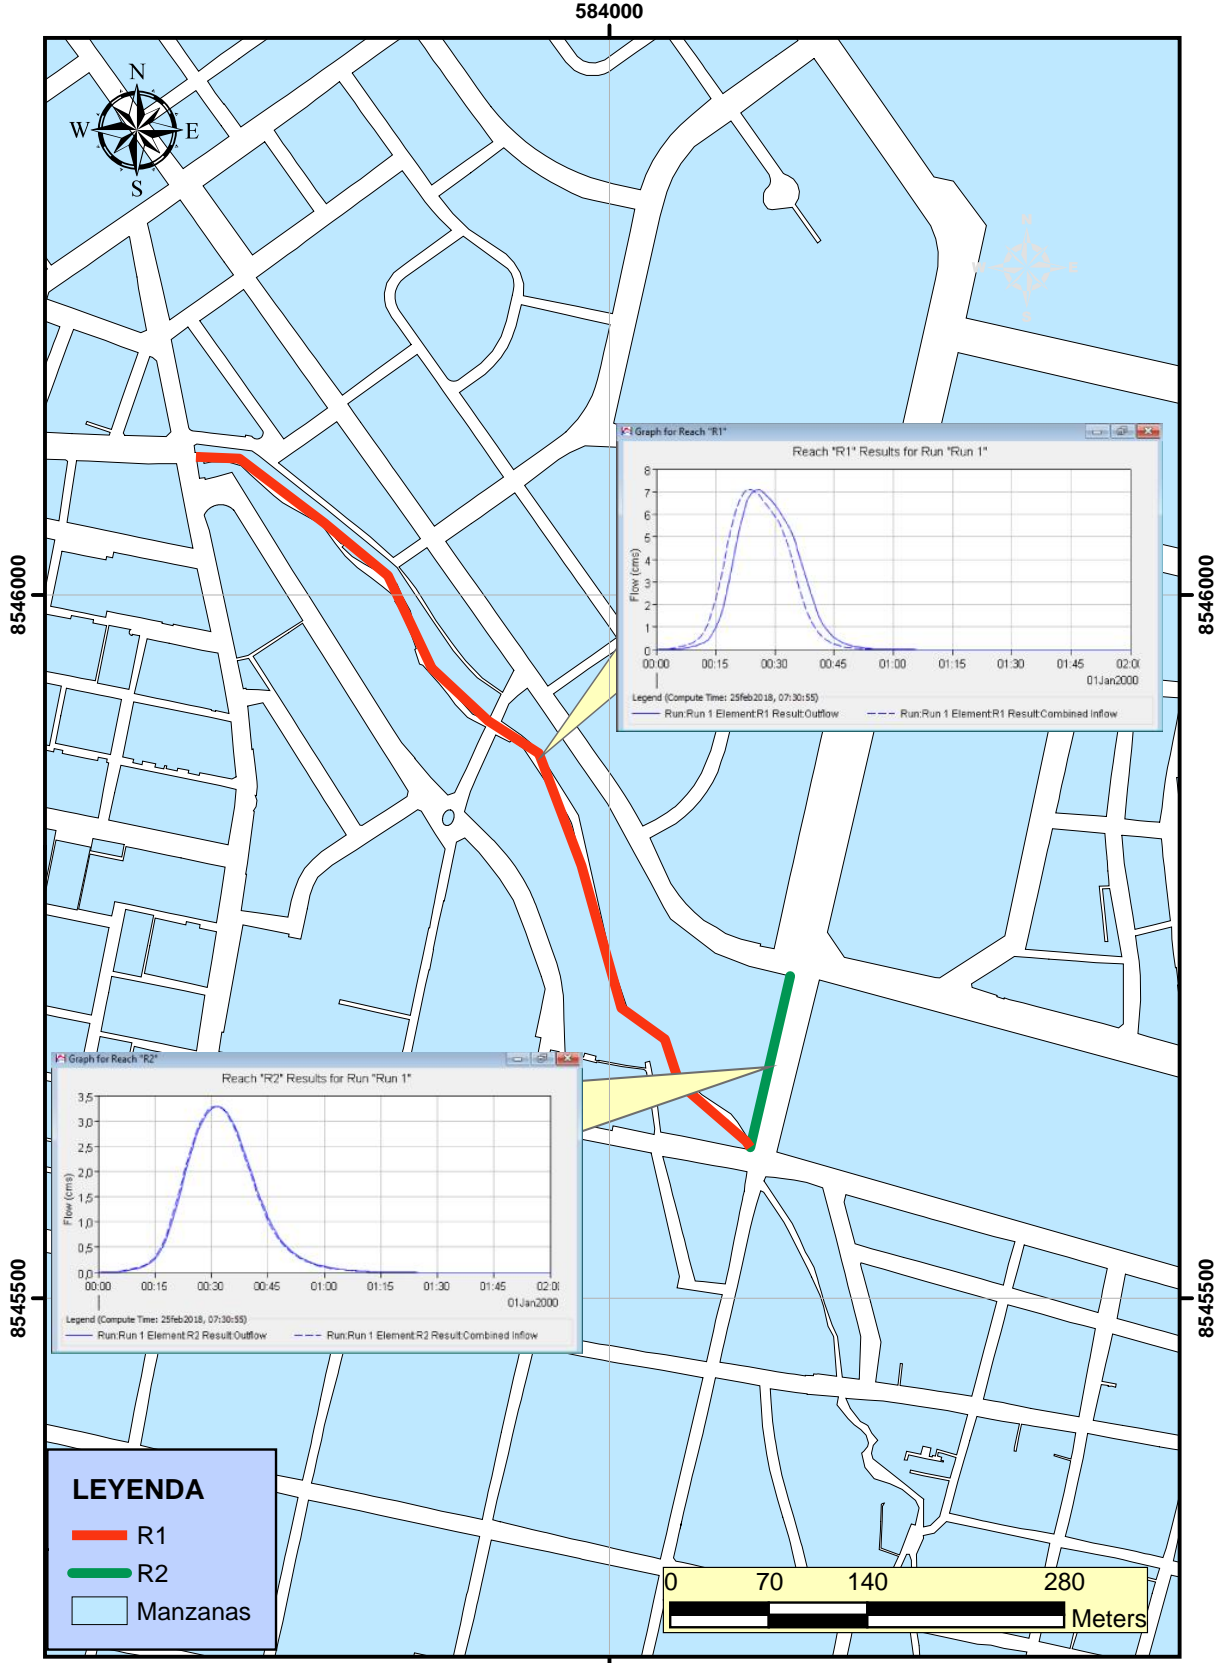 584000
N
W E
S
8546000
8546000
Graph for Reach "R1"
Reach "R1" Results for Run "Run 1"
8
7
6
5
4
3
2
1
0
Flow (cms)
00:00 00:15 00:30 00:45 01:00 01:15 01:30 01:45 02:0
01Jan2000
Legend (Compute Time: 25feb2018, 07:30:55)
Run:Run 1 Element:R1 Result:Outflow Run:Run 1 Element:R1 Result:Combined Inflow
Graph for Reach "R2"
Reach "R2" Results for Run "Run 1"
3,5
3,0
2,5
2,0
1,5
1,0
0,5
0,0
Flow (cms)
00:00 00:15 00:30 00:45 01:00 01:15 01:30 01:45 02:0
01Jan2000
Legend (Compute Time: 25feb2018, 07:30:55)
Run:Run 1 Element:R2 Result:Outflow Run:Run 1 Element:R2 Result:Combined Inflow
8545500
8545500
LEYENDA
R1
R2
Manzanas
0 70 140 280
Meters